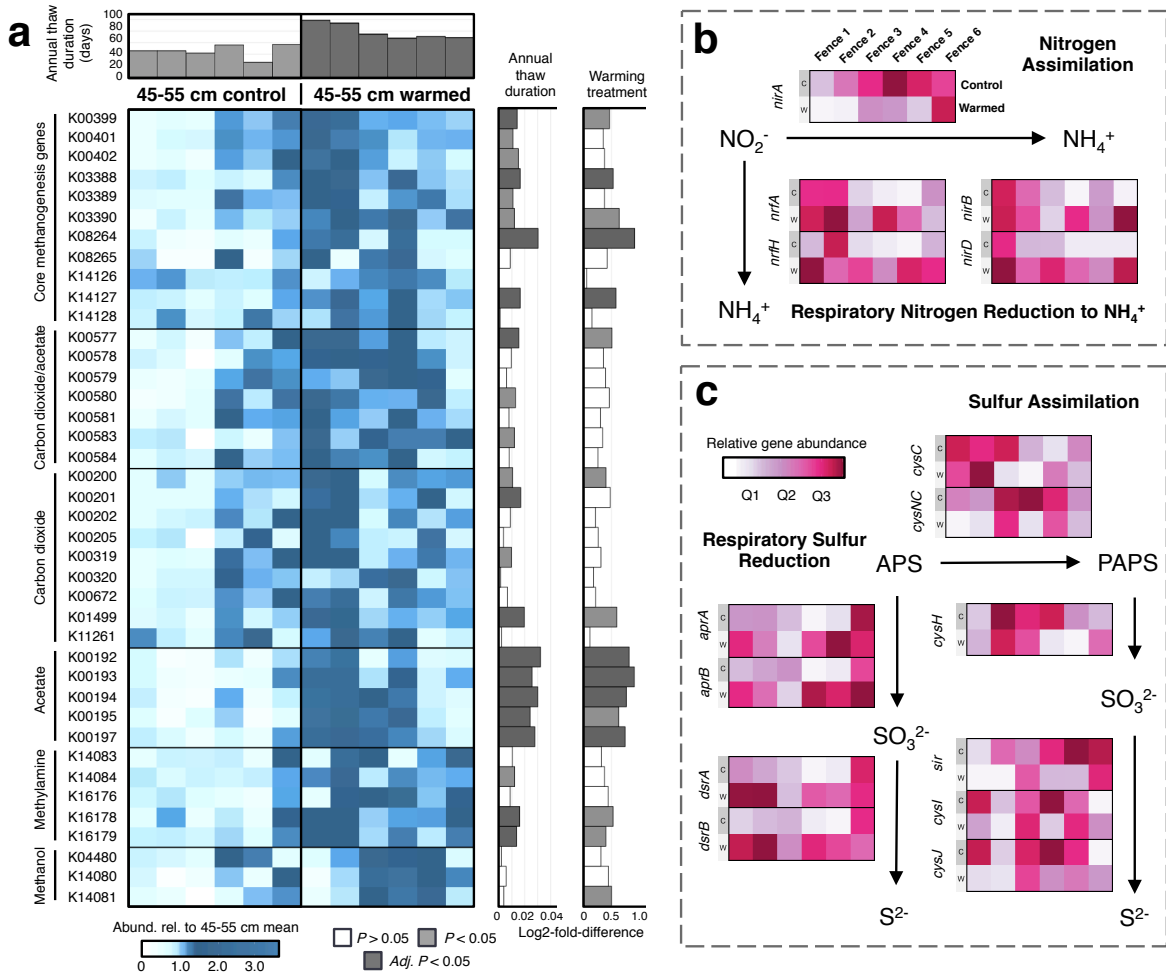 a
Annual thaw
duration
(days)
100
80
60
40
20
0
45-55 cm control
45-55 cm warmed
Annual
thaw
duration
Warming
treatment
Core methanogenesis genes
K00399
K00401
K00402
K03388
K03389
K03390
K08264
K08265
K14126
K14127
K14128
Carbon dioxide/acetate
K00577
K00578
K00579
K00580
K00581
K00583
K00584
Carbon dioxide
K00200
K00201
K00202
K00205
K00319
K00320
K00672
K01499
K11261
Acetate
K00192
K00193
K00194
K00195
K00197
Methylamine
K14083
K14084
K16176
K16178
K16179
Methanol
K04480
K14080
K14081
0 0.02 0.04
0 0.5 1.0
Log2-fold-difference
Abund. rel. to 45-55 cm mean
0 1.0 2.0 3.0
P > 0.05
P < 0.05
Adj. P < 0.05
b
Fence 1
Fence 2
Fence 3
Fence 4
Fence 5
Fence 6
Nitrogen
Assimilation
nirA
C
W
Control
Warmed
NO₂⁻
NH₄⁺
nrfA
C
W
nrfH
C
W
nirB
C
W
nirD
C
W
NH₄⁺
Respiratory Nitrogen Reduction to NH₄⁺
c
Sulfur Assimilation
Relative gene abundance
Q1 Q2 Q3
cysC
C
W
cysNC
C
W
Respiratory Sulfur
Reduction
APS
PAPS
aprA
C
W
aprB
C
W
cysH
C
W
SO₃²⁻
SO₃²⁻
dsrA
C
W
dsrB
C
W
sir
C
W
cysI
C
W
cysJ
C
W
S²⁻
S²⁻